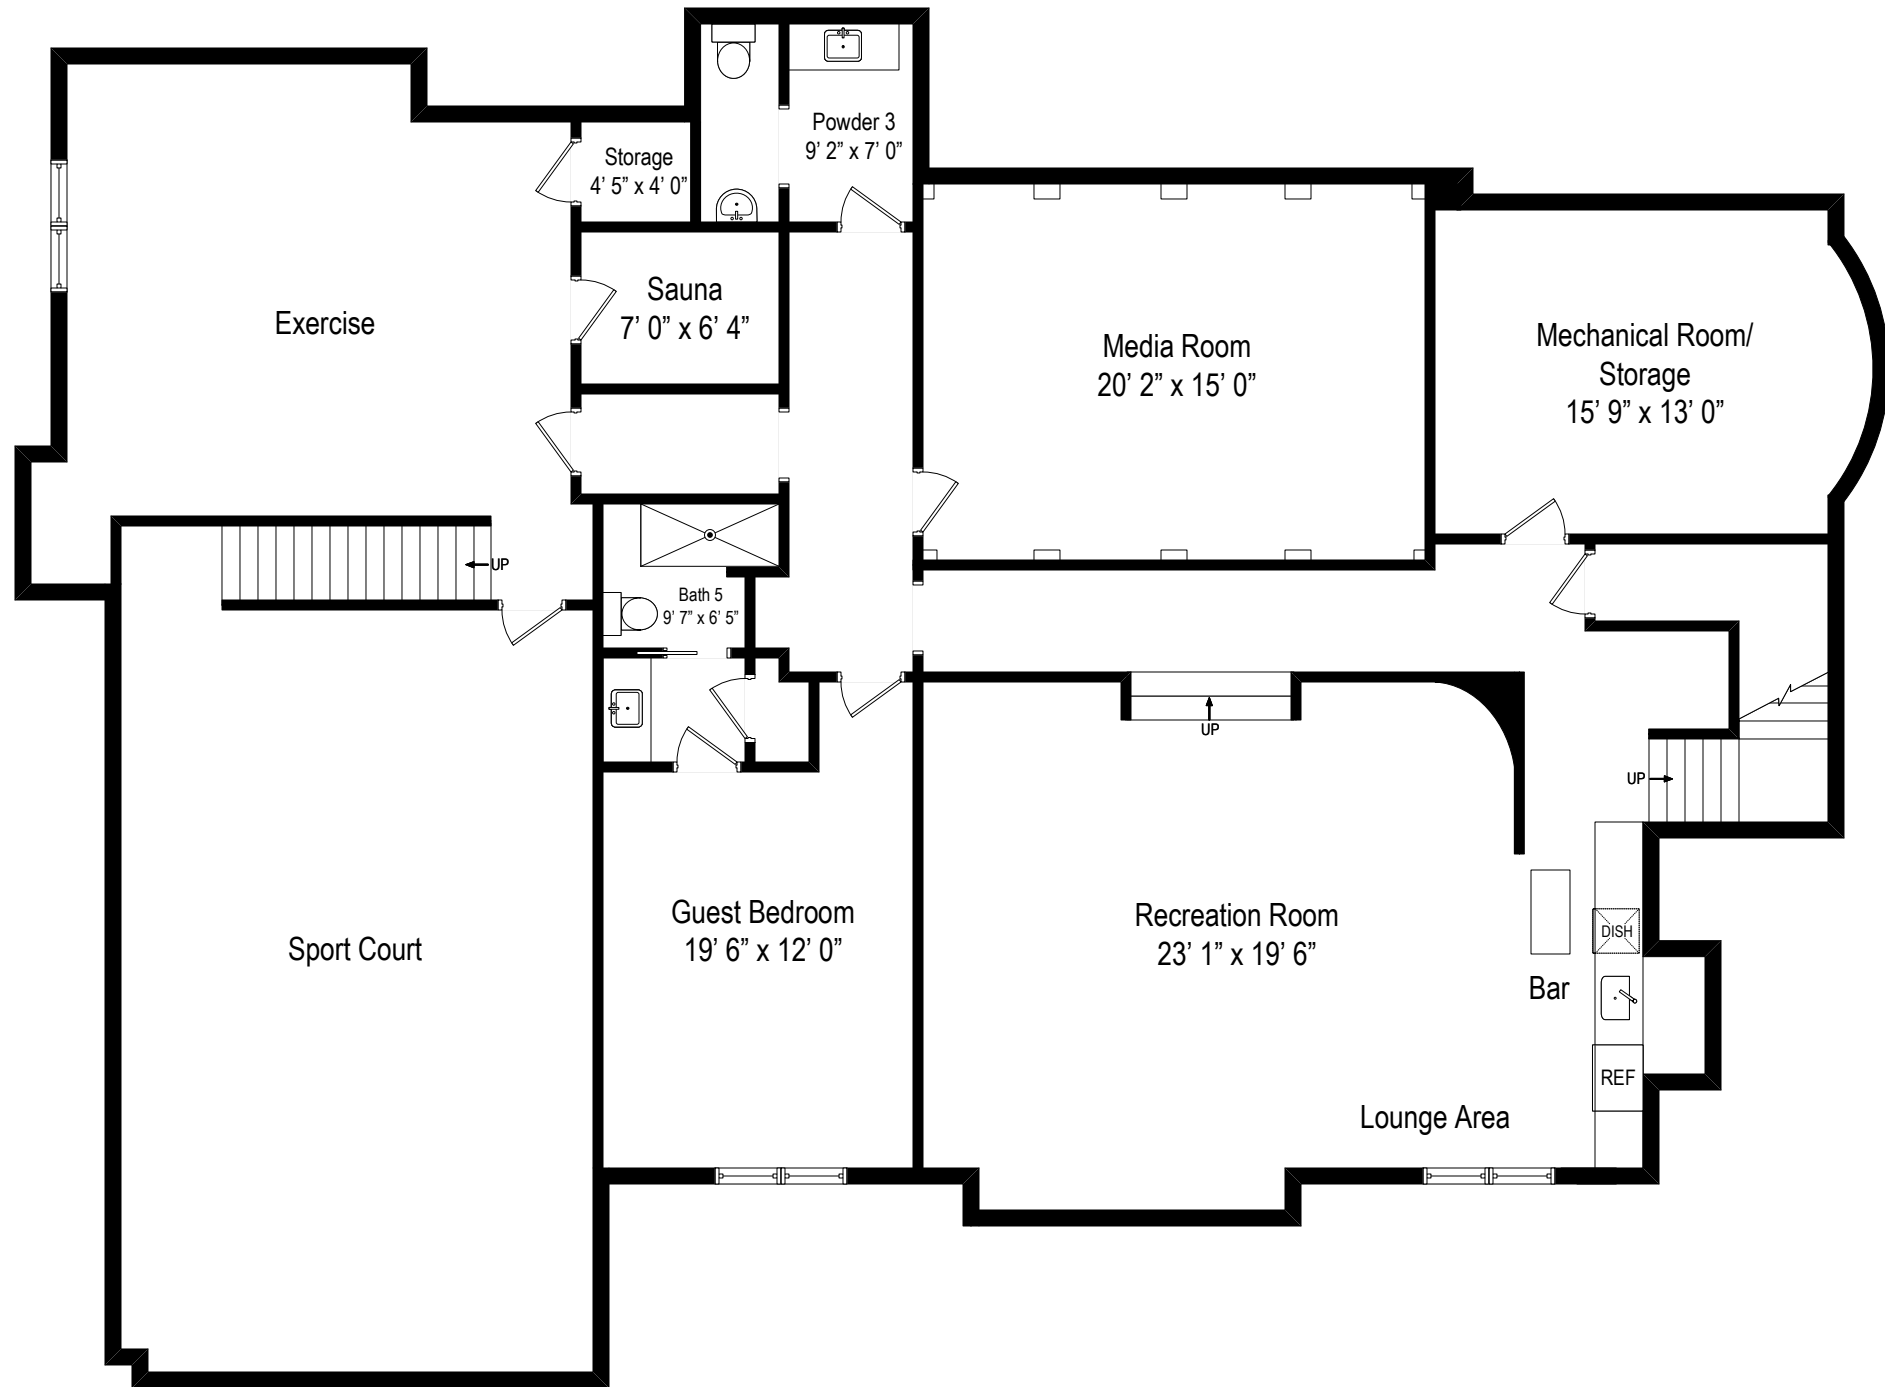 Powder 3
9' 2” x 7' 0”
Storage
4' 5” x 4' 0”
Sauna
7' 0” x 6' 4”
Exercise
Media Room
20' 2” x 15' 0”
Mechanical Room/
Storage
15' 9” x 13' 0”
UP
Bath 5
9' 7” x 6' 5”
UP
UP
Guest Bedroom
19' 6” x 12' 0”
Recreation Room
23' 1” x 19' 6”
Sport Court
DISH
Bar
REF
Lounge Area